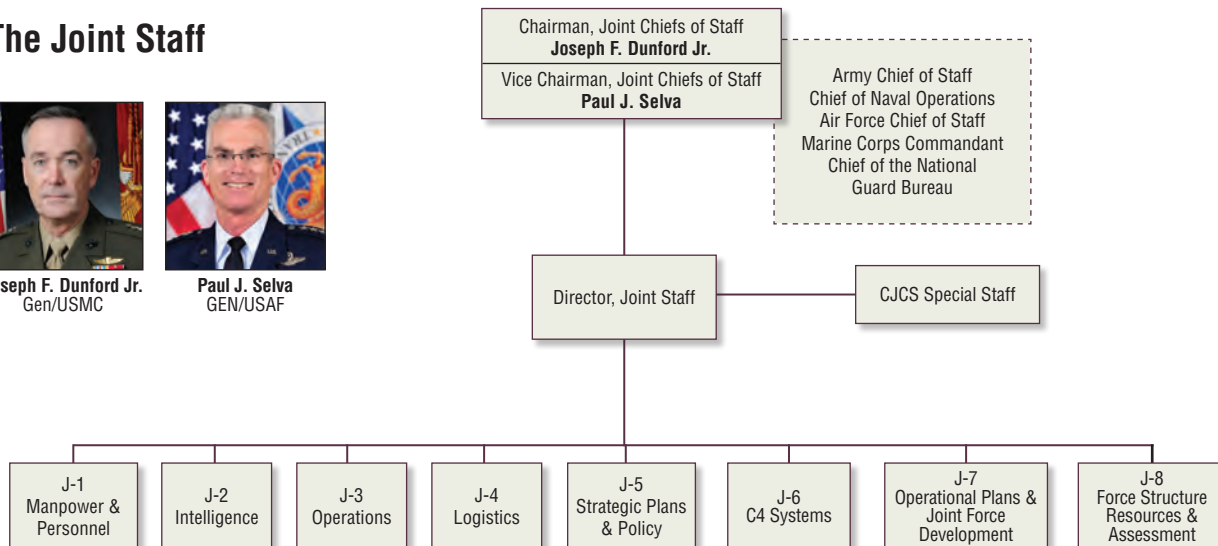 The Joint Staff
Chairman, Joint Chiefs of Staff
Joseph F. Dunford Jr.
Vice Chairman, Joint Chiefs of Staff
Paul J. Selva
Army Chief of Staff
Chief of Naval Operations
Air Force Chief of Staff
Marine Corps Commandant
Chief of the National
Guard Bureau
seph F. Dunford Jr.
Gen/USMC
Paul J. Selva
GEN/USAF
Director, Joint Staff
CJCS Special Staff
J-1
Manpower &
Personnel
J-2
Intelligence
J-3
Operations
J-4
Logistics
J-5
Strategic Plans
& Policy
J-6
C4 Systems
J-7
Operational Plans &
Joint Force
Development
J-8
Force Structure
Resources &
Assessment